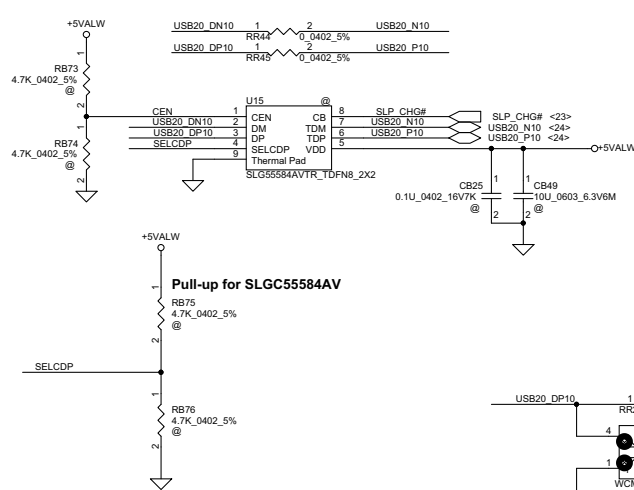 USB20_DN10 1 2 USB20_N10
RR44 0_0402_5%
USB20_DP10 1 2 USB20_P10
RR45 0_0402_5%
+5VALW
1
RB73
4.7K_0402_5%
@
2
1
RB74
4.7K_0402_5%
@
2
U15 @
CEN 1 CEN CB 8 SLP_CHG# SLP_CHG# <23>
USB20_DN10 2 DM TDM 7 USB20_N10 USB20_N10 <24>
USB20_DP10 3 DP TDP 6 USB20_P10 USB20_P10 <24>
SELCDP 4 SELCDP VDD 5 +5VALW
9 Thermal Pad
SLG55584AVTR_TDFN8_2X2
1 1
CB25 CB49
0.1U_0402_16V7K 10U_0603_6.3V6M
@ @
2 2
+5VALW
Pull-up for SLGC55584AV
1
RB75
4.7K_0402_5%
@
2
SELCDP
1
RB76
4.7K_0402_5%
@
2
USB20_DP10 1
4
1